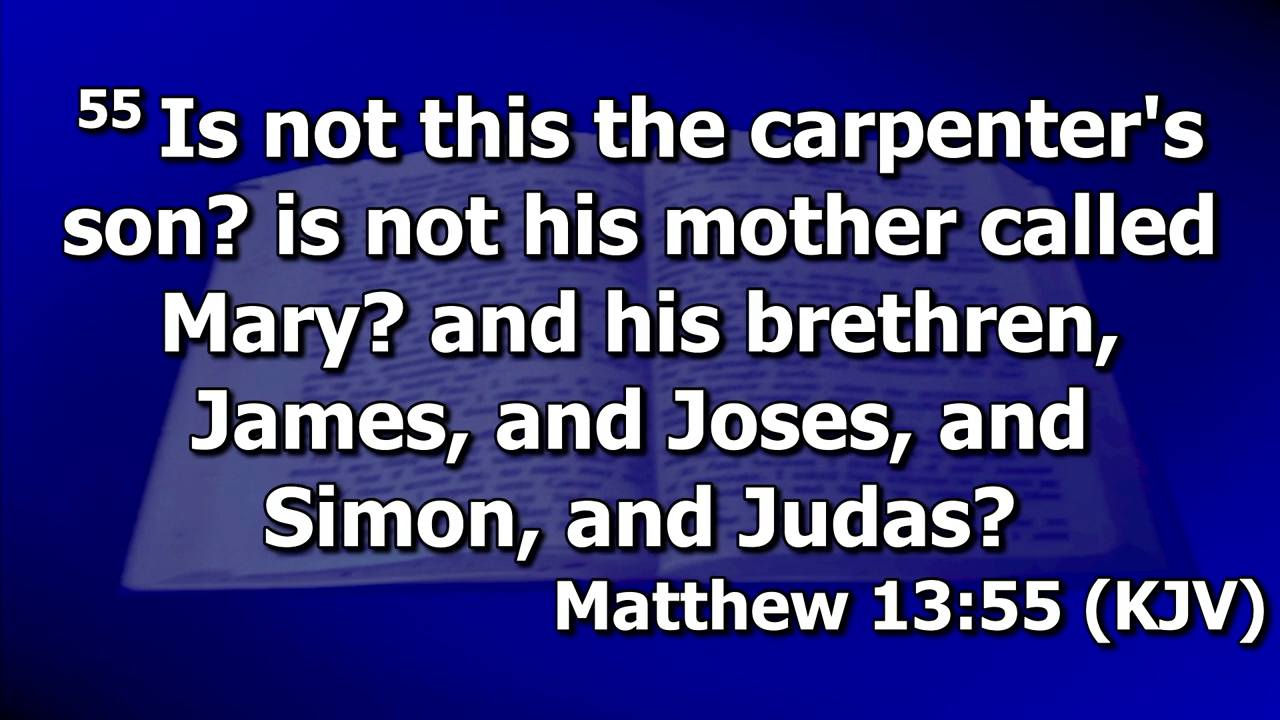 55 Is not this the carpenter's
son? is not his mother called
Mary? and his brethren,
James, and Joses, and
Simon, and Judas?
Matthew 13:55 (KJV)